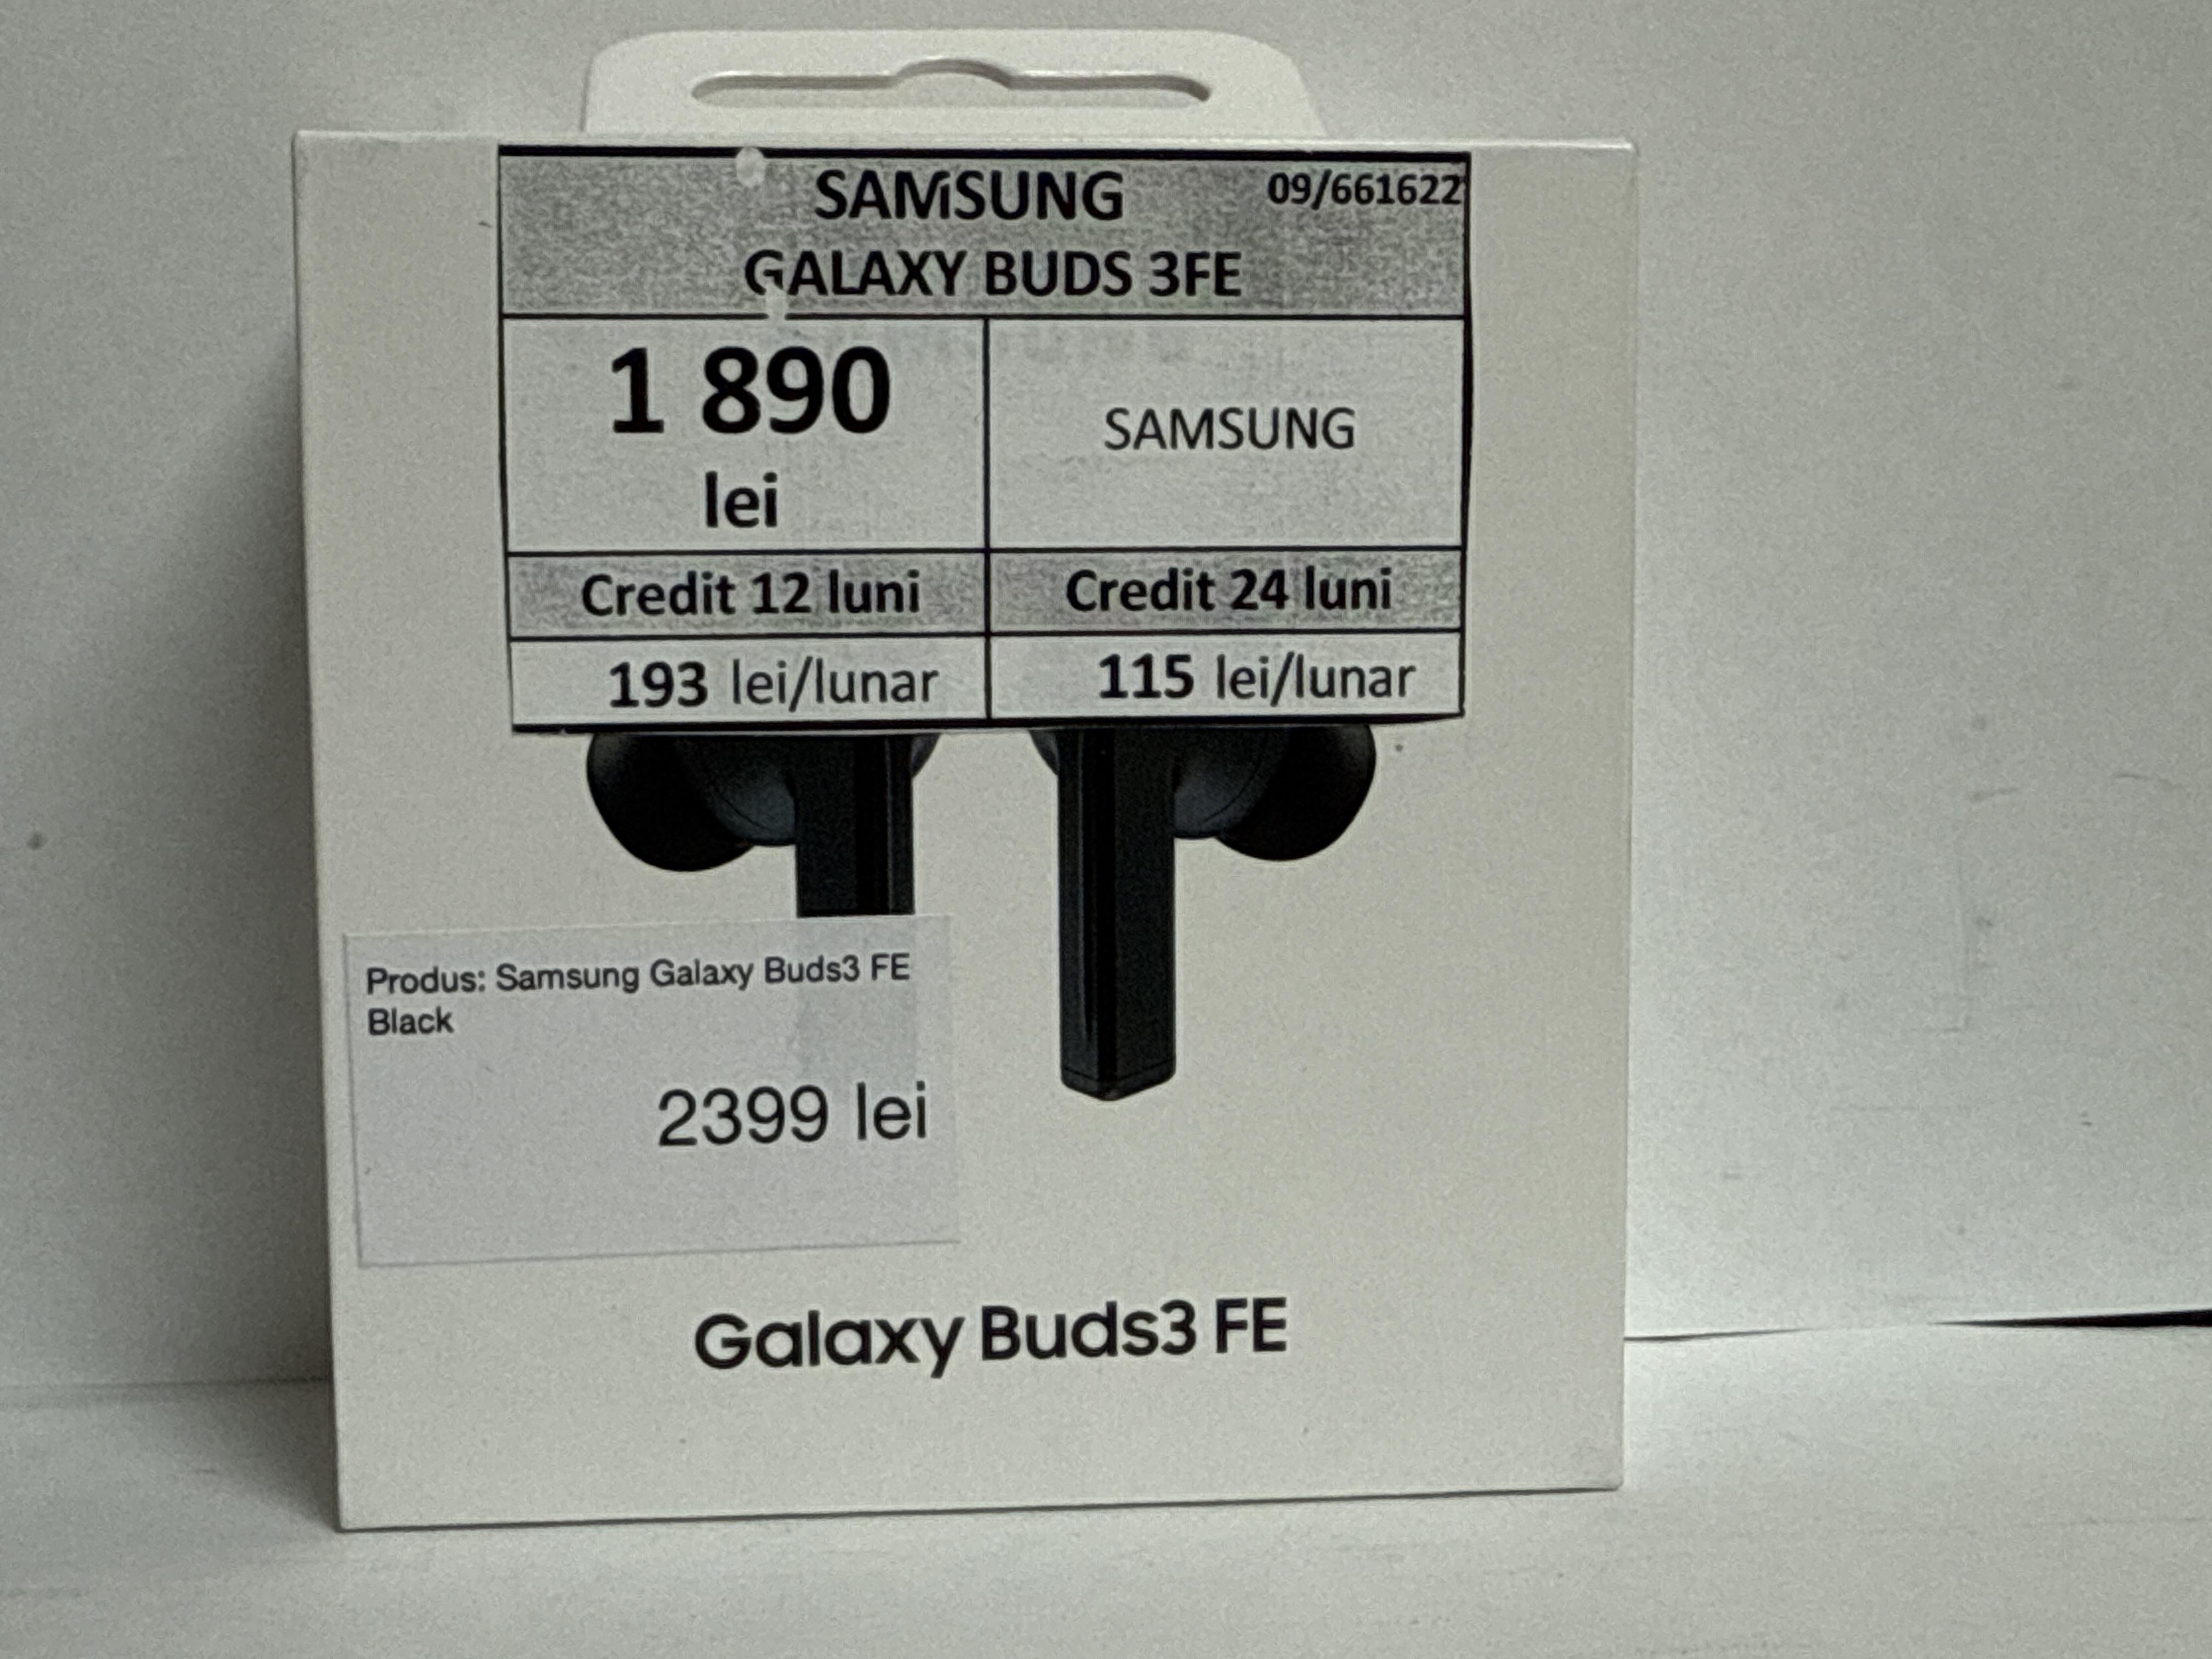 SAMSUNG 09/661622
GALAXY BUDS 3FE
1 890
lei
SAMSUNG
Credit 12 luni Credit 24 luni
193 lei/lunar 115 lei/lunar
Produs: Samsung Galaxy Buds3 FE
Black
2399 lei
Galaxy Buds3 FE